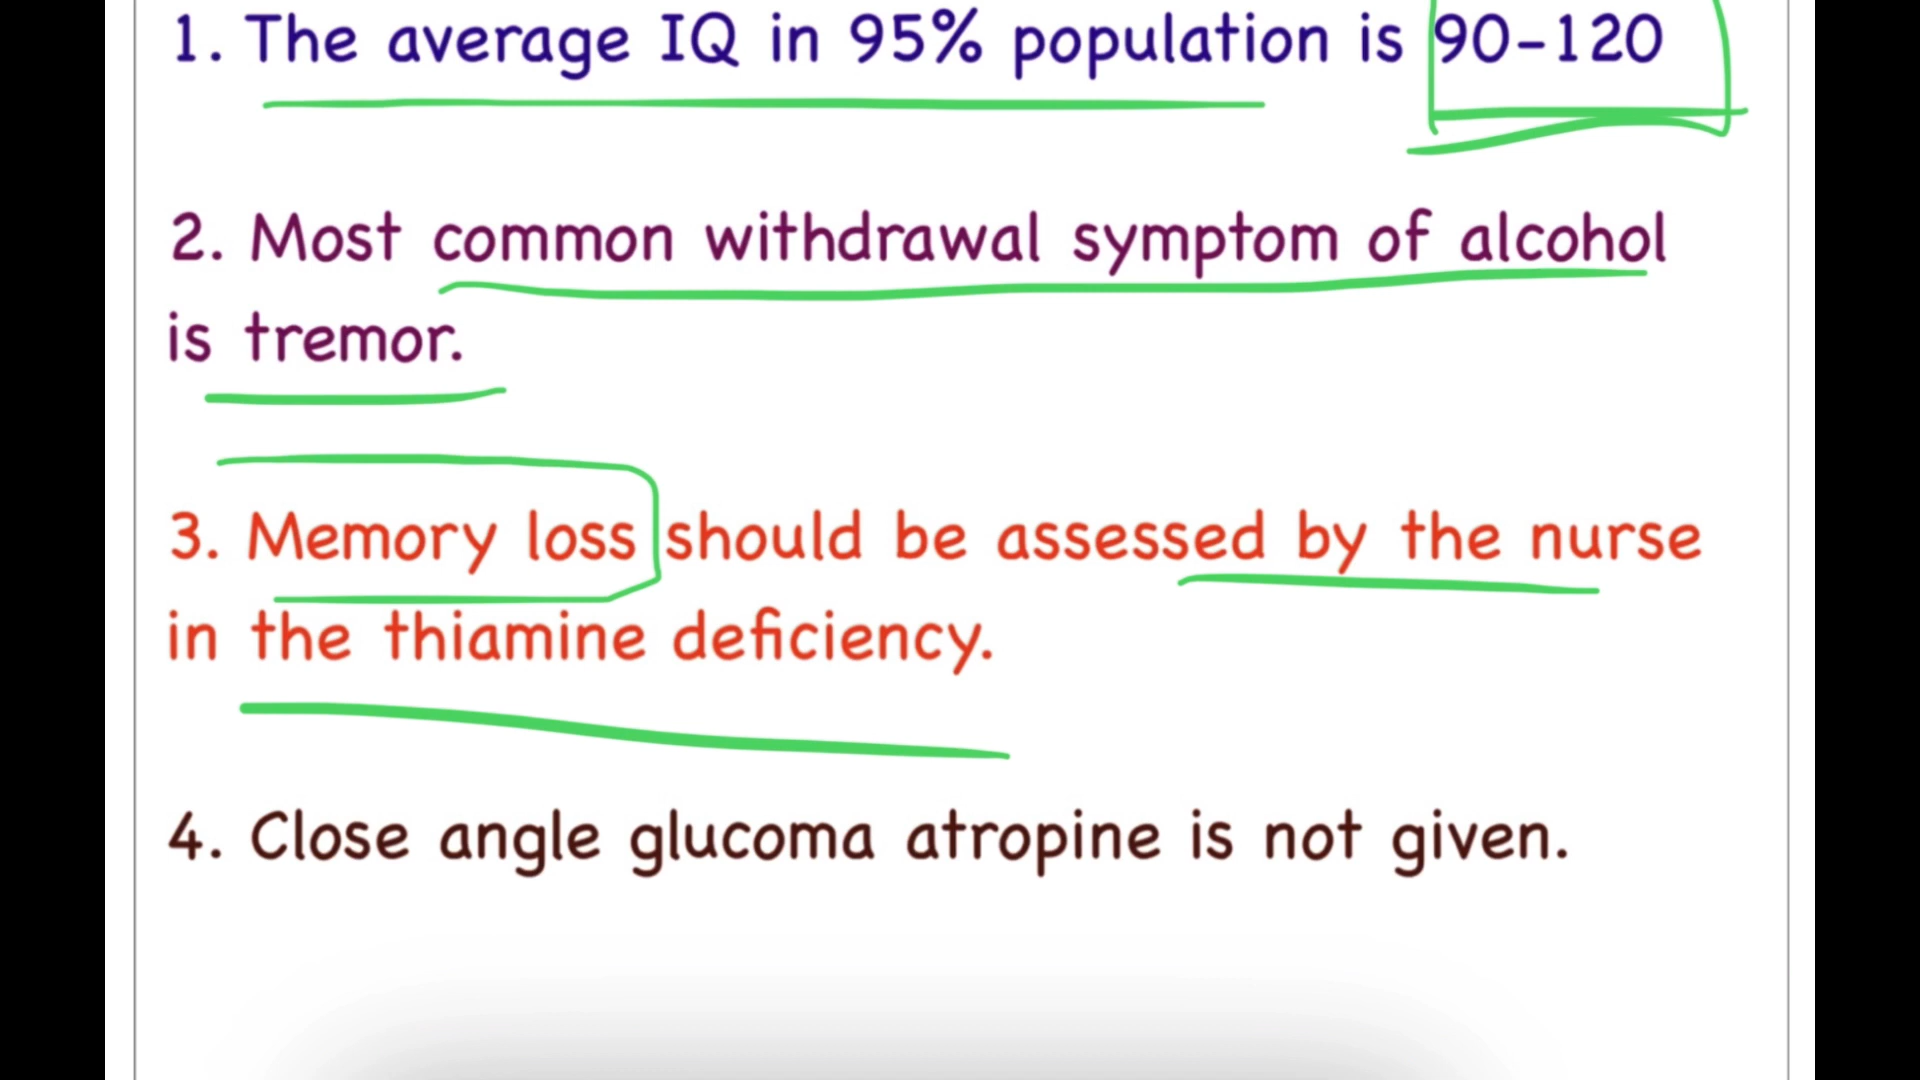 1. The average IQ in 95% population is 90-120
2. Most common withdrawal symptom of alcohol
is tremor.
3. Memory loss should be assessed by the nurse
in the thiamine deficiency.
4. Close angle glucoma atropine is not given.